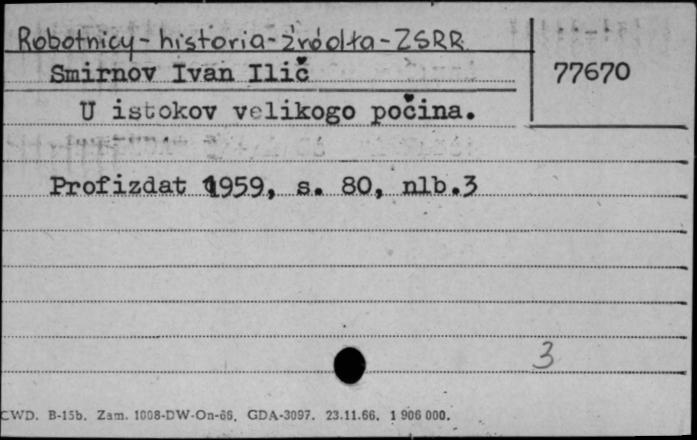 Robotnicy-historia-źródła-ZSRR
Smirnov Ivan Ilič
77670
U istokov velikogo počina.
Profizdat 1959, s. 80, nlb.3
3
CWD. B-15b. Zam. 1008-DW-On-66. GDA-3097. 23.11.66. 1 906 000.